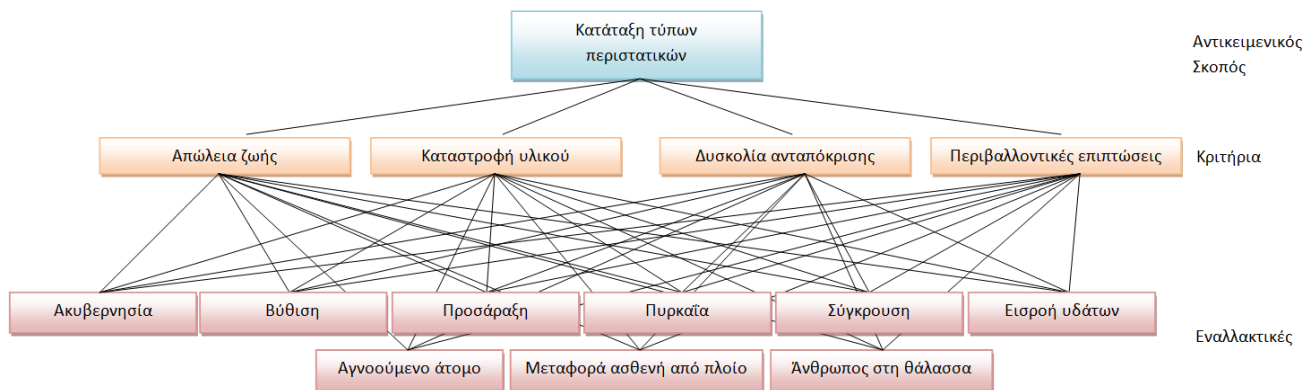 Κατάταξη τύπων
περιστατικών
Αντικειμενικός
Σκοπός
Απώλεια ζωής
Καταστροφή υλικού
Δυσκολία ανταπόκρισης
Περιβαλλοντικές επιπτώσεις
Κριτήρια
Ακυβερνησία
Βύθιση
Προσάραξη
Πυρκαΐα
Σύγκρουση
Εισροή υδάτων
Εναλλακτικές
Αγνοούμενο άτομο
Μεταφορά ασθενή από πλοίο
Άνθρωπος στη θάλασσα